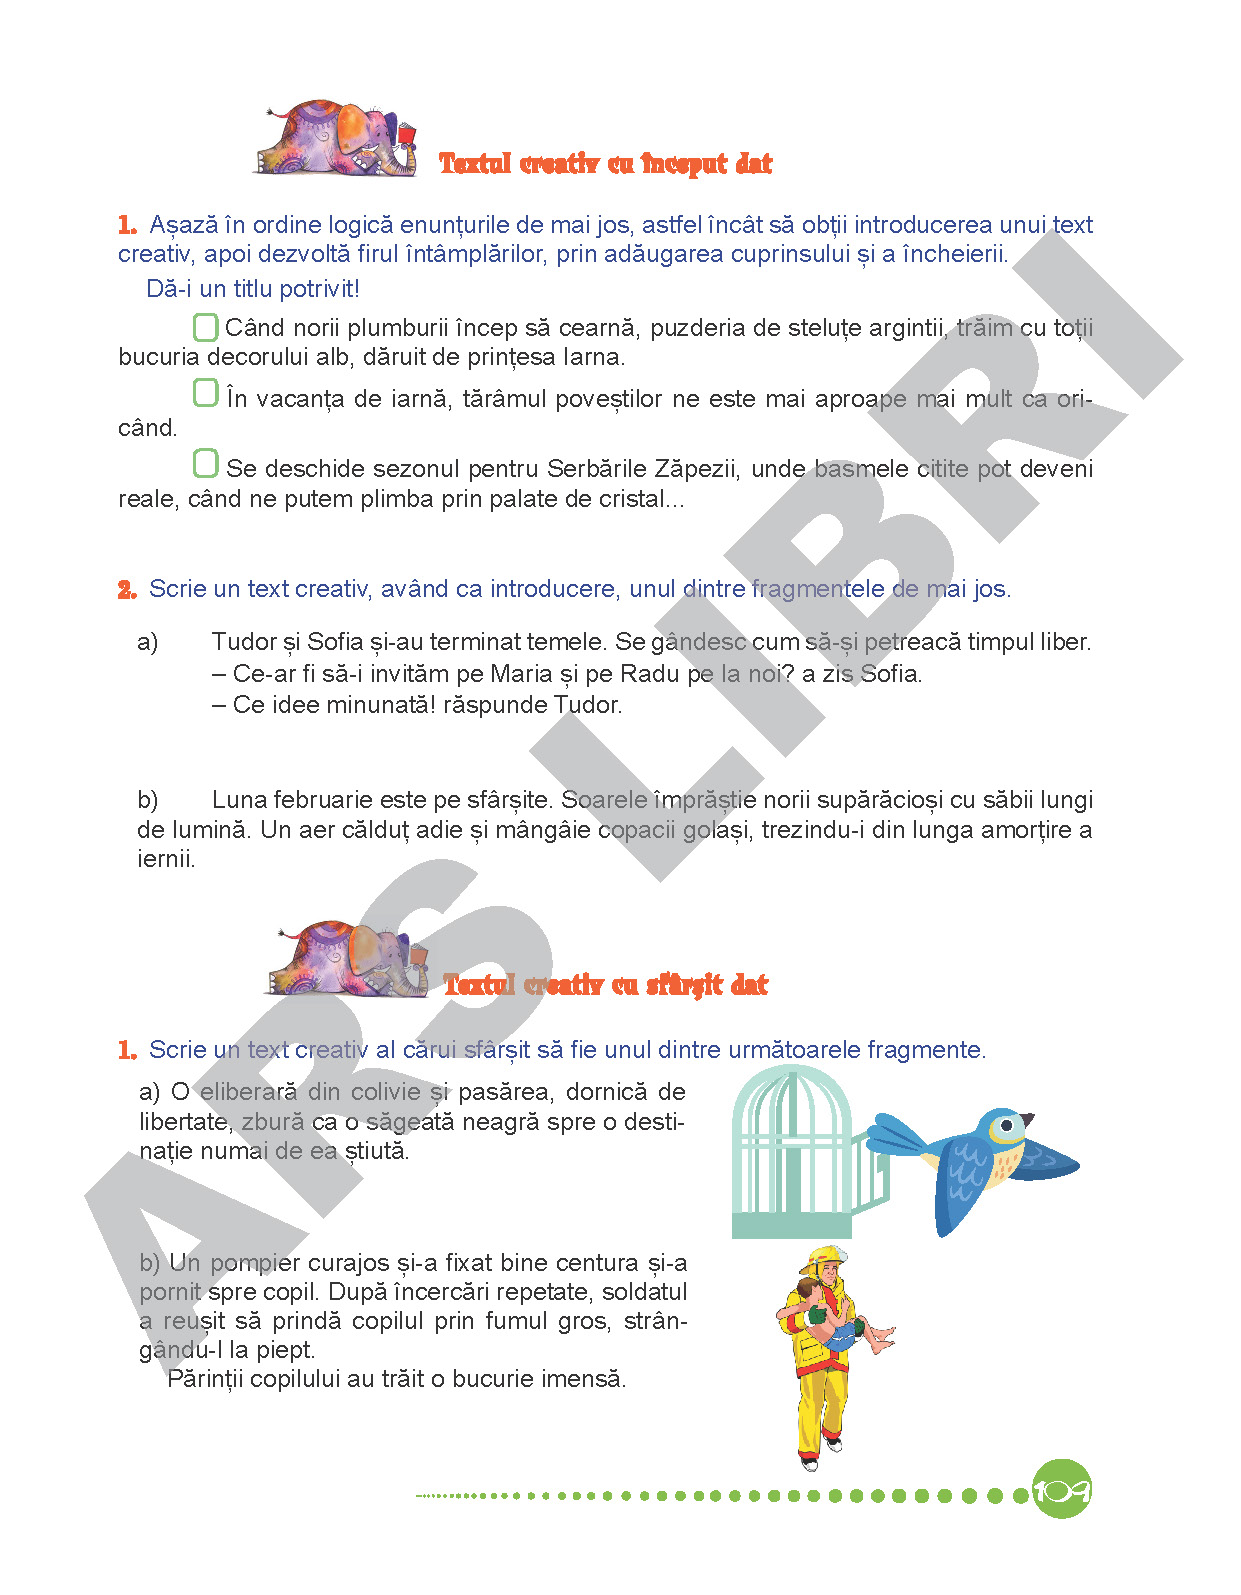 Textul creativ cu început dat
1. Așază în ordine logică enunțurile de mai jos, astfel încât să obții introducerea unui text
creativ, apoi dezvoltă firul întâmplărilor, prin adăugarea cuprinsului și a încheierii.
Dă-i un titlu potrivit!
Când norii plumburii încep să cearnă, puzderia de steluțe argintii, trăim cu toții
bucuria decorului alb, dăruit de prințesa Iarna.
În vacanța de iarnă, tărâmul poveștilor ne este mai aproape mai mult ca ori-
când.
Se deschide sezonul pentru Serbările Zăpezii, unde basmele citite pot deveni
reale, când ne putem plimba prin palate de cristal...
2. Scrie un text creativ, având ca introducere, unul dintre fragmentele de mai jos.
a) Tudor și Sofia și-au terminat temele. Se gândesc cum să-și petreacă timpul liber.
– Ce-ar fi să-i invităm pe Maria și pe Radu pe la noi? a zis Sofia.
– Ce idee minunată! răspunde Tudor.
b) Luna februarie este pe sfârșite. Soarele împrăștie norii supărăcioși cu săbii lungi
de lumină. Un aer călduț adie și mângâie copacii golași, trezindu-i din lunga amorțire a
iernii.
Textul creativ cu sfârșit dat
1. Scrie un text creativ al cărui sfârșit să fie unul dintre următoarele fragmente.
a) O eliberară din colivie și pasărea, dornică de
libertate, zbură ca o săgeată neagră spre o desti-
nație numai de ea știută.
b) Un pompier curajos și-a fixat bine centura și-a
pornit spre copil. După încercări repetate, soldatul
a reușit să prindă copilul prin fumul gros, strân-
gându-l la piept.
Părinții copilului au trăit o bucurie imensă.
109
ARS LIBRI